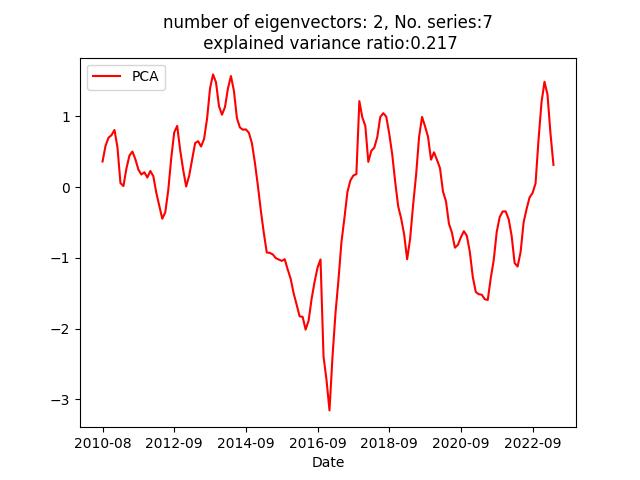 number of eigenvectors: 2, No. series:7
explained variance ratio:0.217
PCA
1
0
−1
−2
−3
2010-08 2012-09 2014-09 2016-09 2018-09 2020-09 2022-09
Date